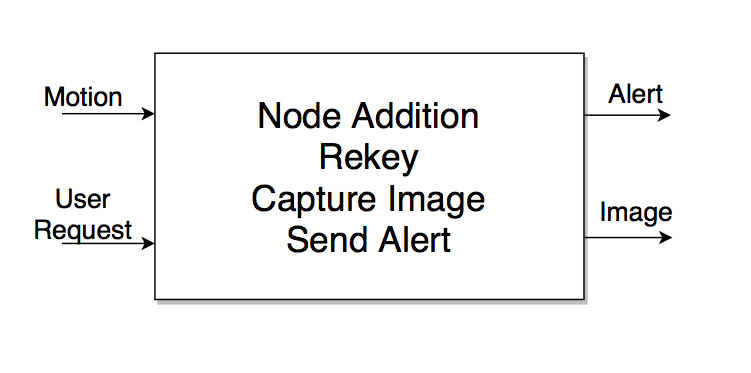 Motion
User
Request
Node Addition
Rekey
Capture Image
Send Alert
Alert
Image